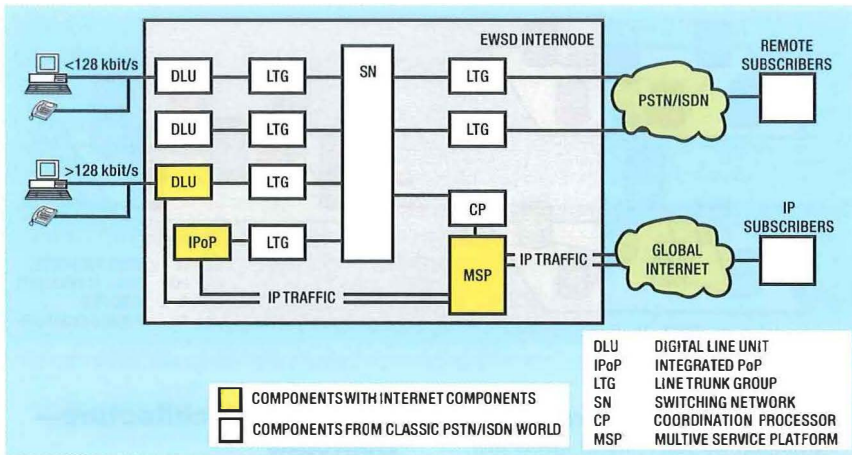 EWSD INTERNODE
REMOTE
SUBSCRIBERS
<128 kbit/s
DLU
LTG
SN
LTG
PSTN/ISDN
DLU
LTG
LTG
>128 kbit/s
DLU
LTG
CP
IP
SUBSCRIBERS
IPoP
LTG
MSP
IP TRAFFIC
GLOBAL
INTERNET
IP TRAFFIC
DLU DIGITAL LINE UNIT
IPoP INTEGRATED PoP
LTG LINE TRUNK GROUP
SN SWITCHING NETWORK
CP COORDINATION PROCESSOR
MSP MULTIVE SERVICE PLATFORM
COMPONENTS WITH INTERNET COMPONENTS
COMPONENTS FROM CLASSIC PSTN/ISDN WORLD